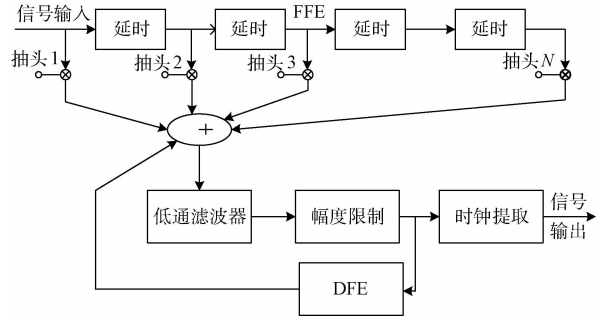 信号输入
延时
延时
FFE
延时
延时
抽头1
抽头2
抽头3
抽头N
+
低通滤波器
幅度限制
时钟提取
信号
输出
DFE